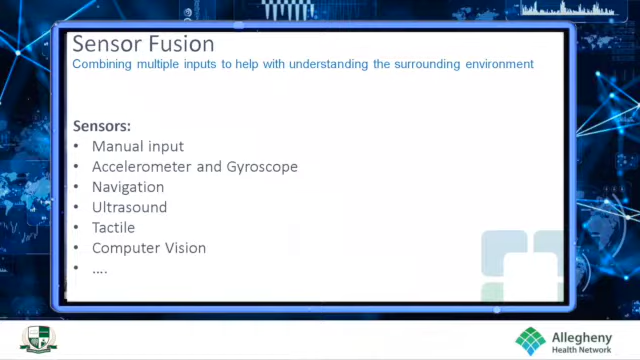 Sensor Fusion
Combining multiple inputs to help with understanding the surrounding environment
Sensors:
• Manual input
• Accelerometer and Gyroscope
• Navigation
• Ultrasound
• Tactile
• Computer Vision
• ....
Allegheny
Health Network